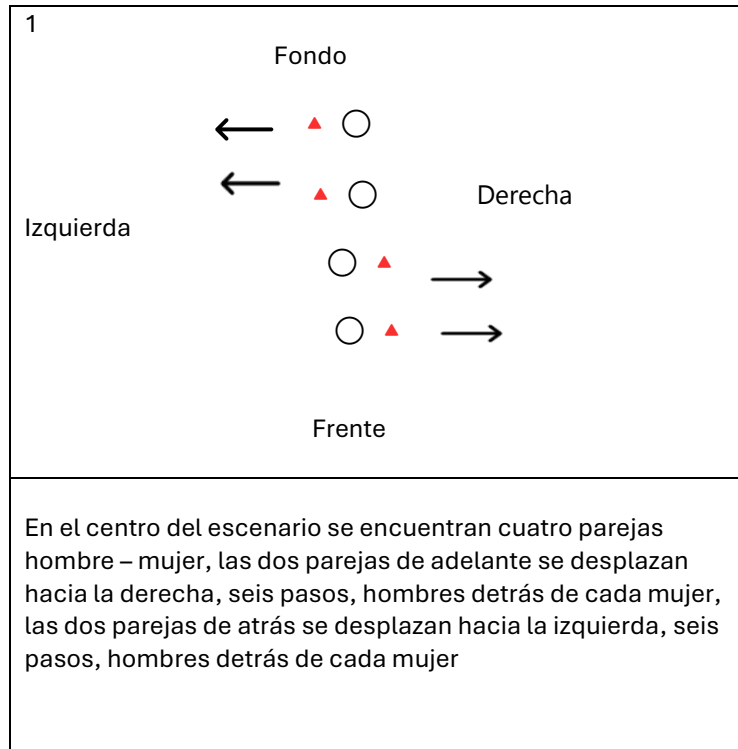 1
Fondo
Derecha
Izquierda
Frente
En el centro del escenario se encuentran cuatro parejas
hombre – mujer, las dos parejas de adelante se desplazan
hacia la derecha, seis pasos, hombres detrás de cada mujer,
las dos parejas de atrás se desplazan hacia la izquierda, seis
pasos, hombres detrás de cada mujer